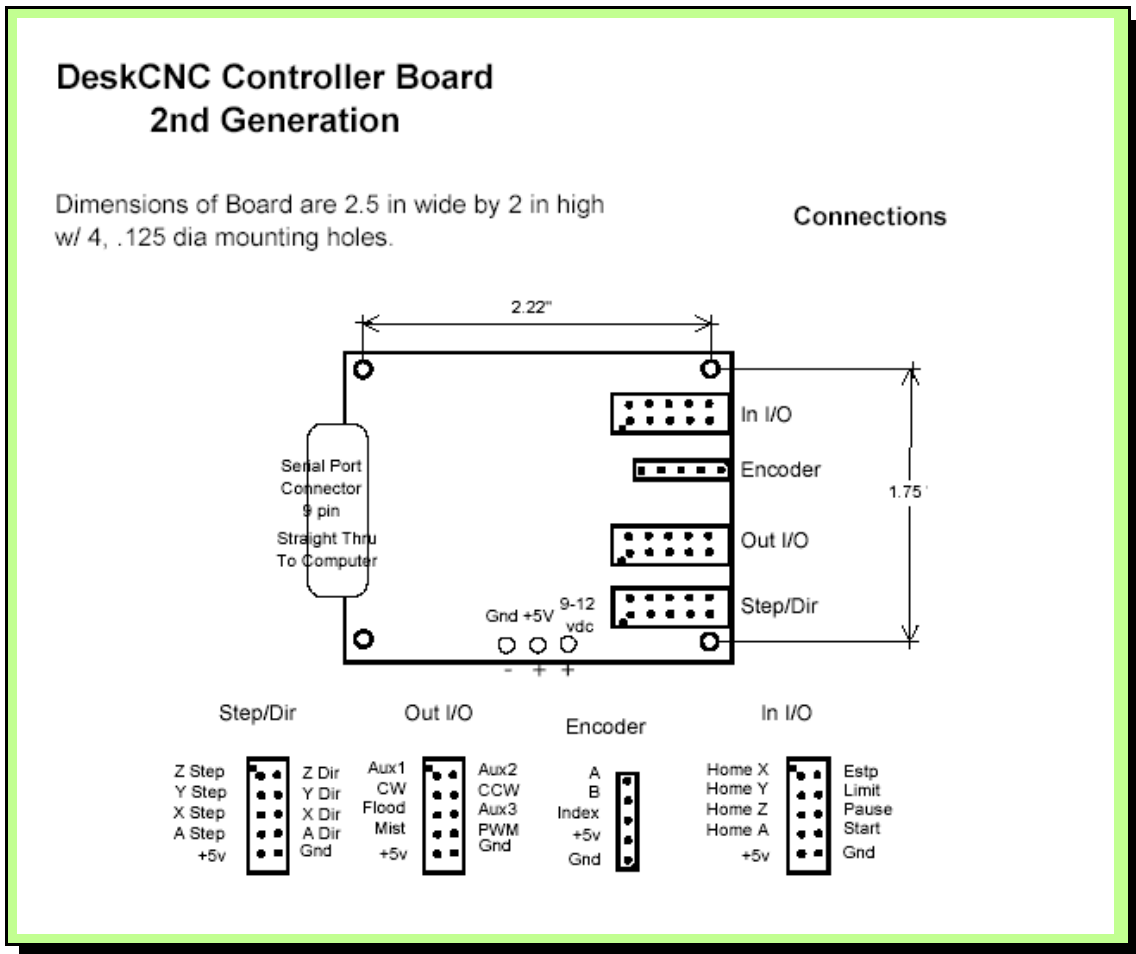 DeskCNC Controller Board
2nd Generation
Dimensions of Board are 2.5 in wide by 2 in high
w/ 4, .125 dia mounting holes.
Connections
2.22"
In I/O
Serial Port
Connector
9 pin
Straight Thru
To Computer
Encoder
1.75'
Out I/O
Step/Dir
Gnd +5V 9-12
vdc
- + +
Step/Dir
Z Step Z Dir
Y Step Y Dir
X Step X Dir
A Step A Dir
+5v Gnd
Out I/O
Aux1 Aux2
CW CCW
Flood Aux3
Mist PWM
+5v Gnd
Encoder
A
B
Index
+5v
Gnd
In I/O
Home X Estp
Home Y Limit
Home Z Pause
Home A Start
+5v Gnd